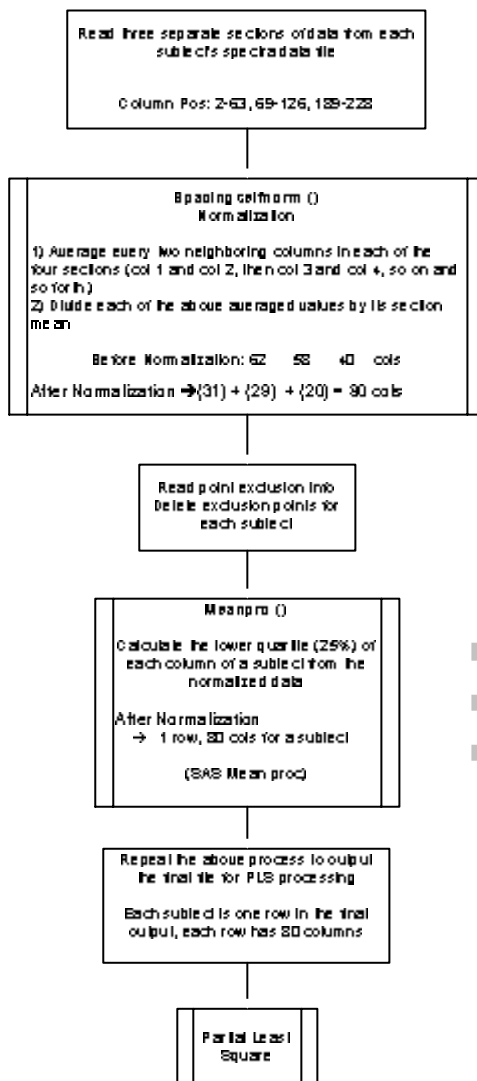 Read three separate sections of data from each
subject's spectra data file
Column Pos: 2-63, 69-126, 189-228
Spacing selfnorm ()
Normalization
1) Average every two neighboring columns in each of the
four sections (col 1 and col 2, then col 3 and col 4, so on and
so forth.)
2) Divide each of the above averaged values by its section
mean
Before Normalization: 62 58 40 cols
After Normalization →(31) + (29) + (20) = 80 cols
Read point exclusion info
Delete exclusion points for
each subject
Meanpro ()
Calculate the lower quartile (25%) of
each column of a subject from the
normalized data
After Normalization
→ 1 row, 80 cols for a subject
(SAS Mean proc)
Repeat the above process to output
the final file for PLS processing
Each subject is one row in the final
output, each row has 80 columns
Partial Least
Square